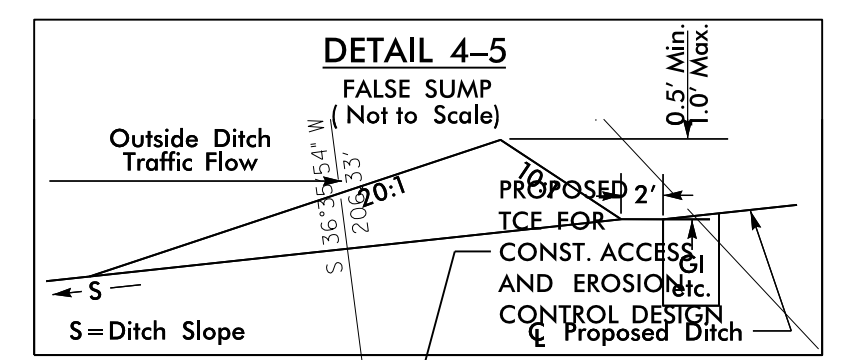 DETAIL 4–5
FALSE SUMP
( Not to Scale)
0.5' Min.
1.0' Max.
Outside Ditch
Traffic Flow
S 36°35'54" W
206.33'
20:1
2'
PROPOSED
TCE FOR
CONST. ACCESS
AND EROSION
CONTROL DESIGN
GI
etc.
S
S=Ditch Slope
℄ Proposed Ditch